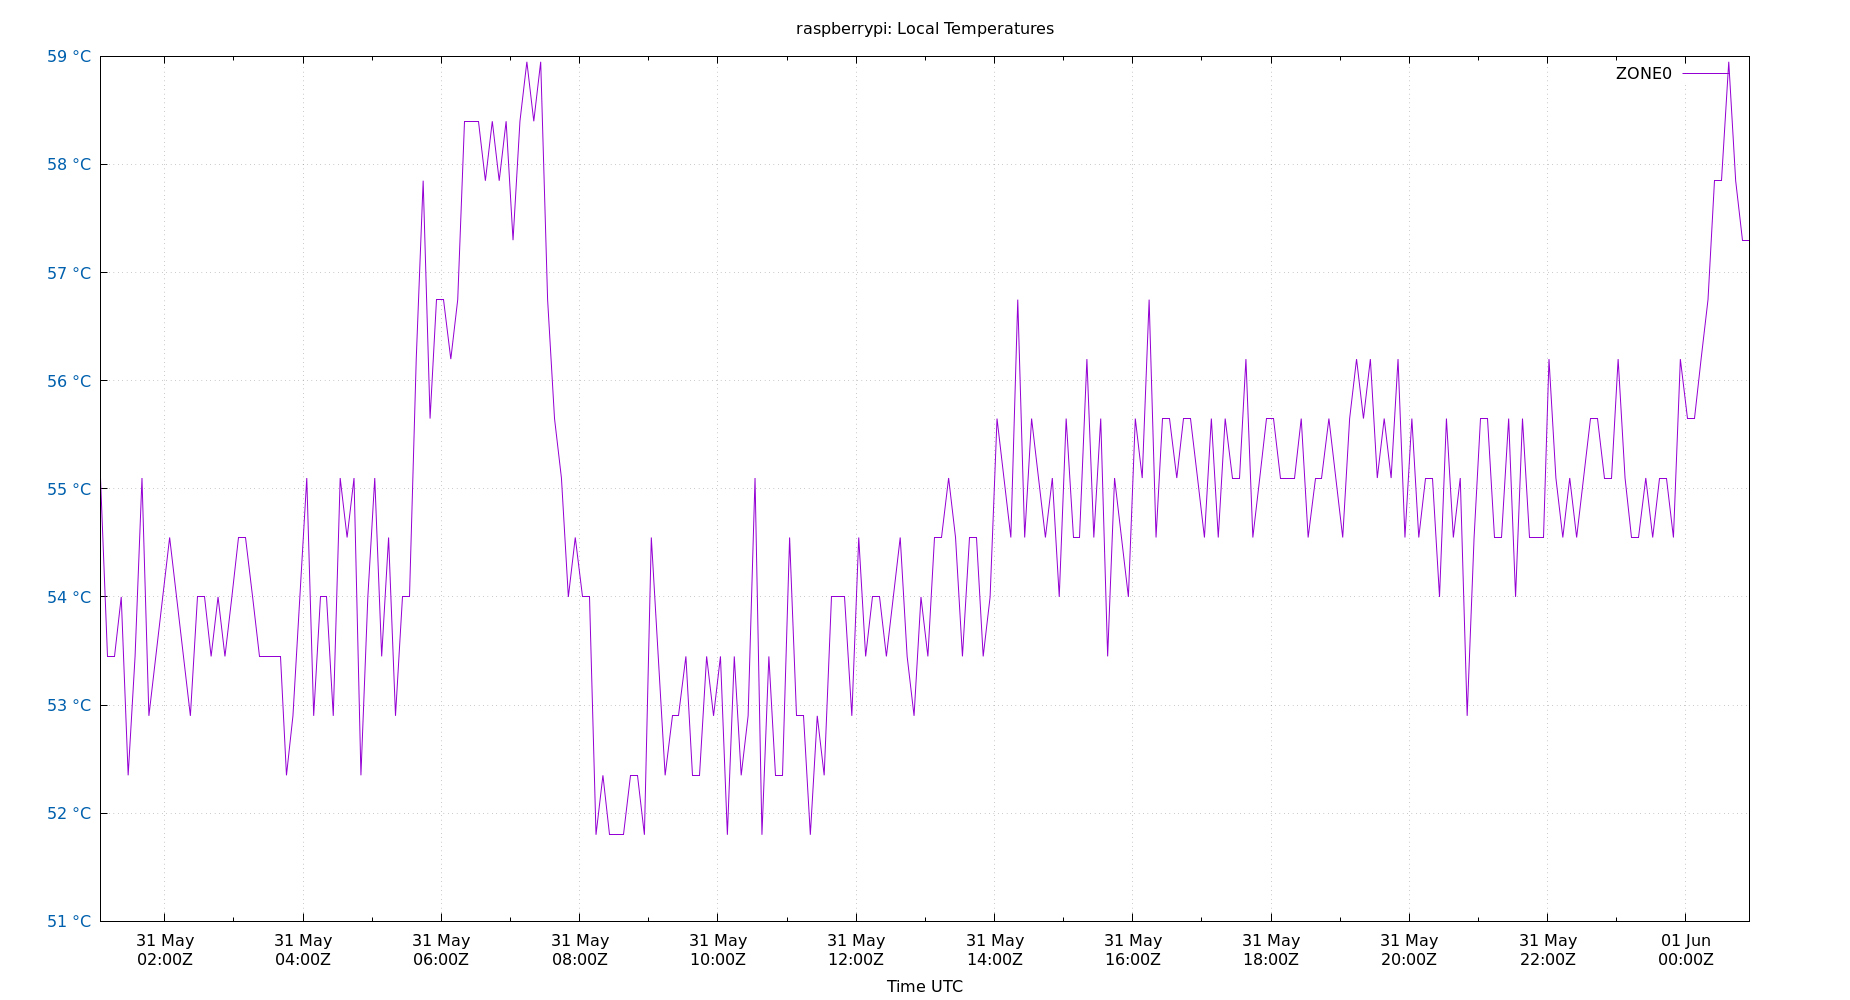 raspberrypi: Local Temperatures
59 °C
ZONE0
58 °C
57 °C
56 °C
55 °C
54 °C
53 °C
52 °C
51 °C
31 May 31 May 31 May 31 May 31 May 31 May 31 May 31 May 31 May 31 May 31 May 01 Jun
02:00Z 04:00Z 06:00Z 08:00Z 10:00Z 12:00Z 14:00Z 16:00Z 18:00Z 20:00Z 22:00Z 00:00Z
Time UTC